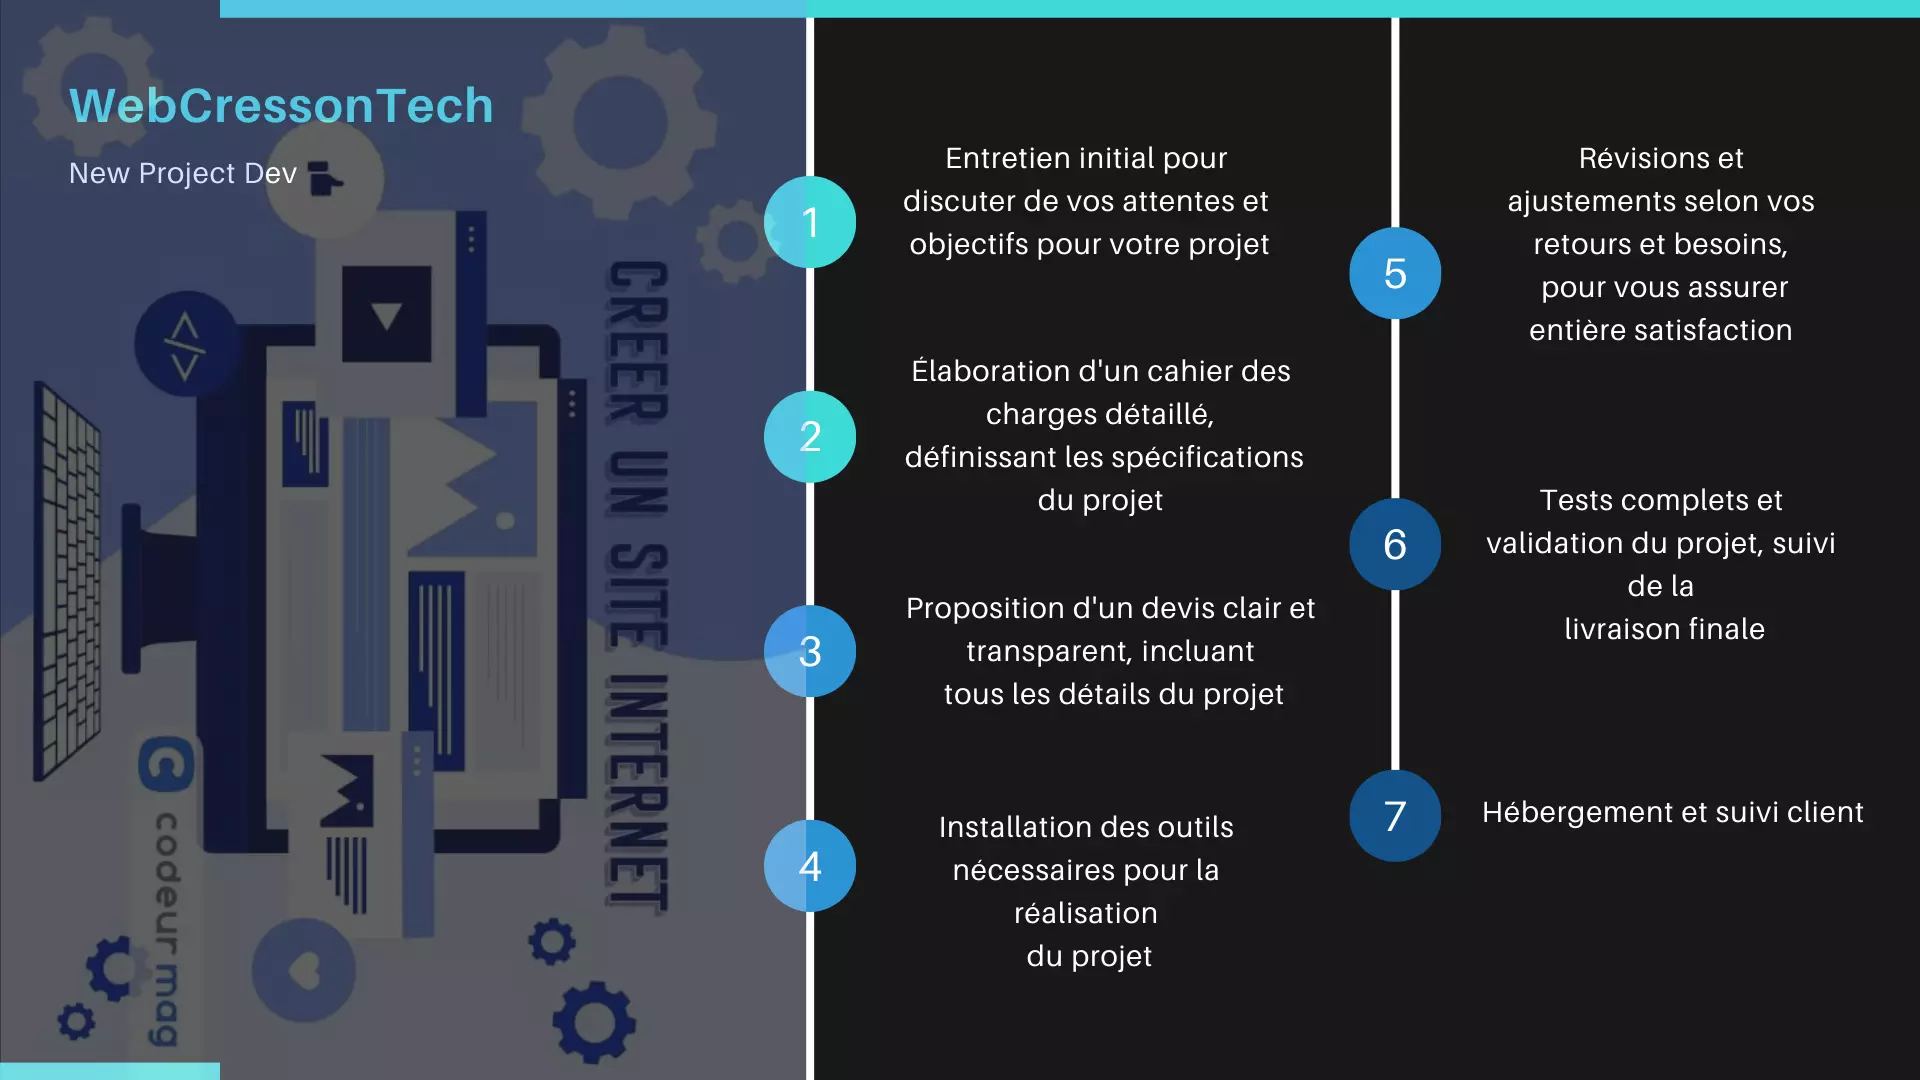 WebCressonTech
New Project Dev
CREER UN SITE INTERNET
codeur mag
1
Entretien initial pour
discuter de vos attentes et
objectifs pour votre projet
2
Élaboration d'un cahier des
charges détaillé,
définissant les spécifications
du projet
3
Proposition d'un devis clair et
transparent, incluant
tous les détails du projet
4
Installation des outils
nécessaires pour la
réalisation
du projet
5
Révisions et
ajustements selon vos
retours et besoins,
pour vous assurer
entière satisfaction
6
Tests complets et
validation du projet, suivi
de la
livraison finale
7
Hébergement et suivi client